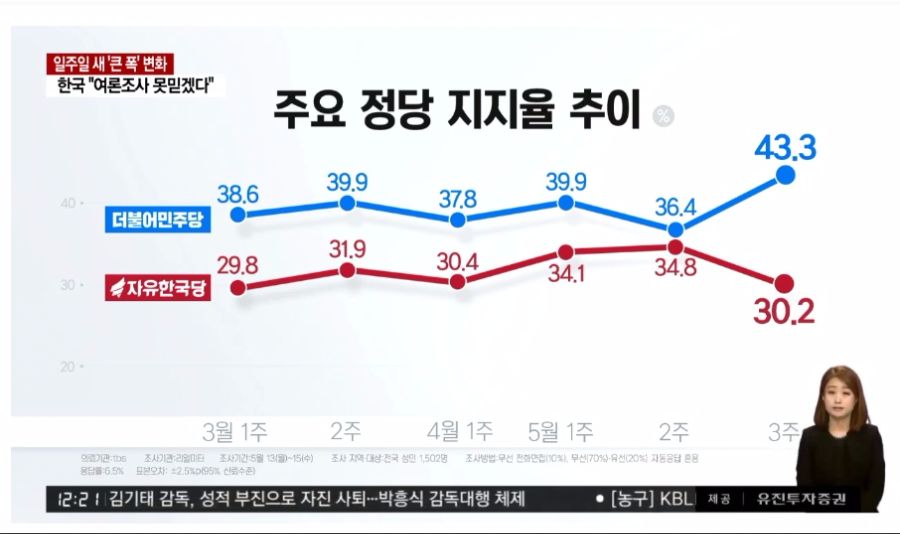 일주일 새 '큰 폭' 변화
한국 "여론조사 못믿겠다"
주요 정당 지지율 추이 %
43.3
38.6 39.9 37.8 39.9 36.4
40
더불어민주당
29.8 31.9 30.4 34.1 34.8
30
자유한국당
30.2
20
3월 1주 2주 4월 1주 5월 1주 2주 3주
의뢰기관:tbs 조사기관:리얼미터 조사기간:5월 13(월)~15(수) 조사 지역·대상:전국 성인 1,502명 조사방법:무선 전화면접(10%), 무선(70%)·유선(20%) 자동응답 혼용
응답률:6.5% 표본오차: ±2.5%p(95% 신뢰수준)
12:21 김기태 감독, 성적 부진으로 자진 사퇴…박흥식 감독대행 체제 ● [농구] KBL 제공 유진투자증권